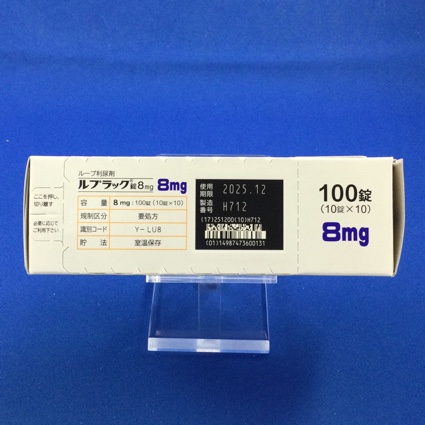 ここを押し、
切り離す
必要に応じて
ご利用下さい
ループ利尿剤
ルプラック®錠8mg 8mg
容量 8mg:100錠(10錠×10)
規制区分 要処方
識別コード Y-LU8
貯法 室温保存
使用期限 2025.12
製造番号 H712
(17)251200(10)H712
(01)14987473600131
100錠
(10錠×10)
8mg